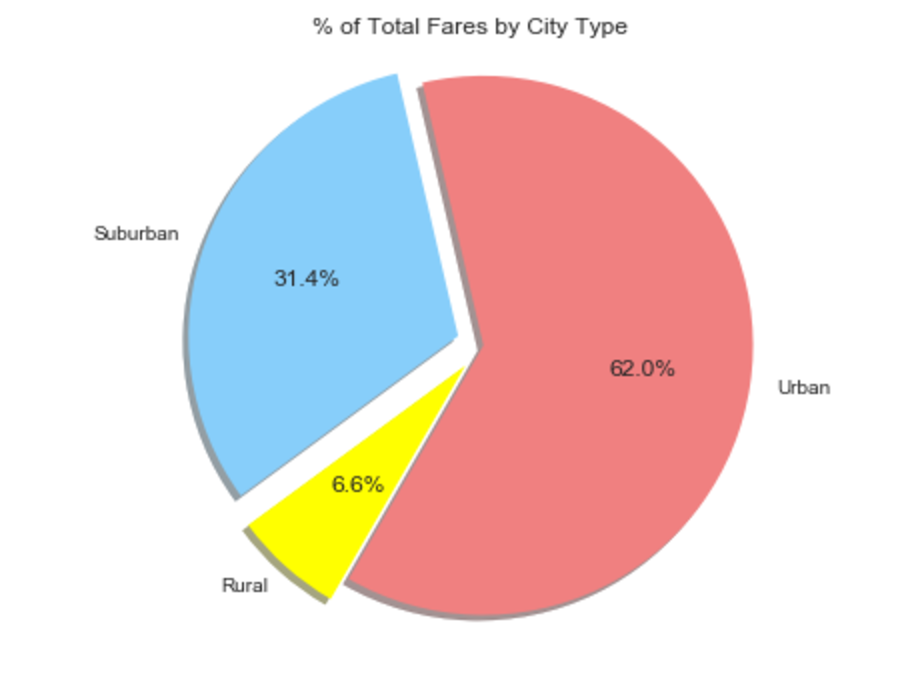 % of Total Fares by City Type
Suburban
31.4%
62.0%
Urban
6.6%
Rural